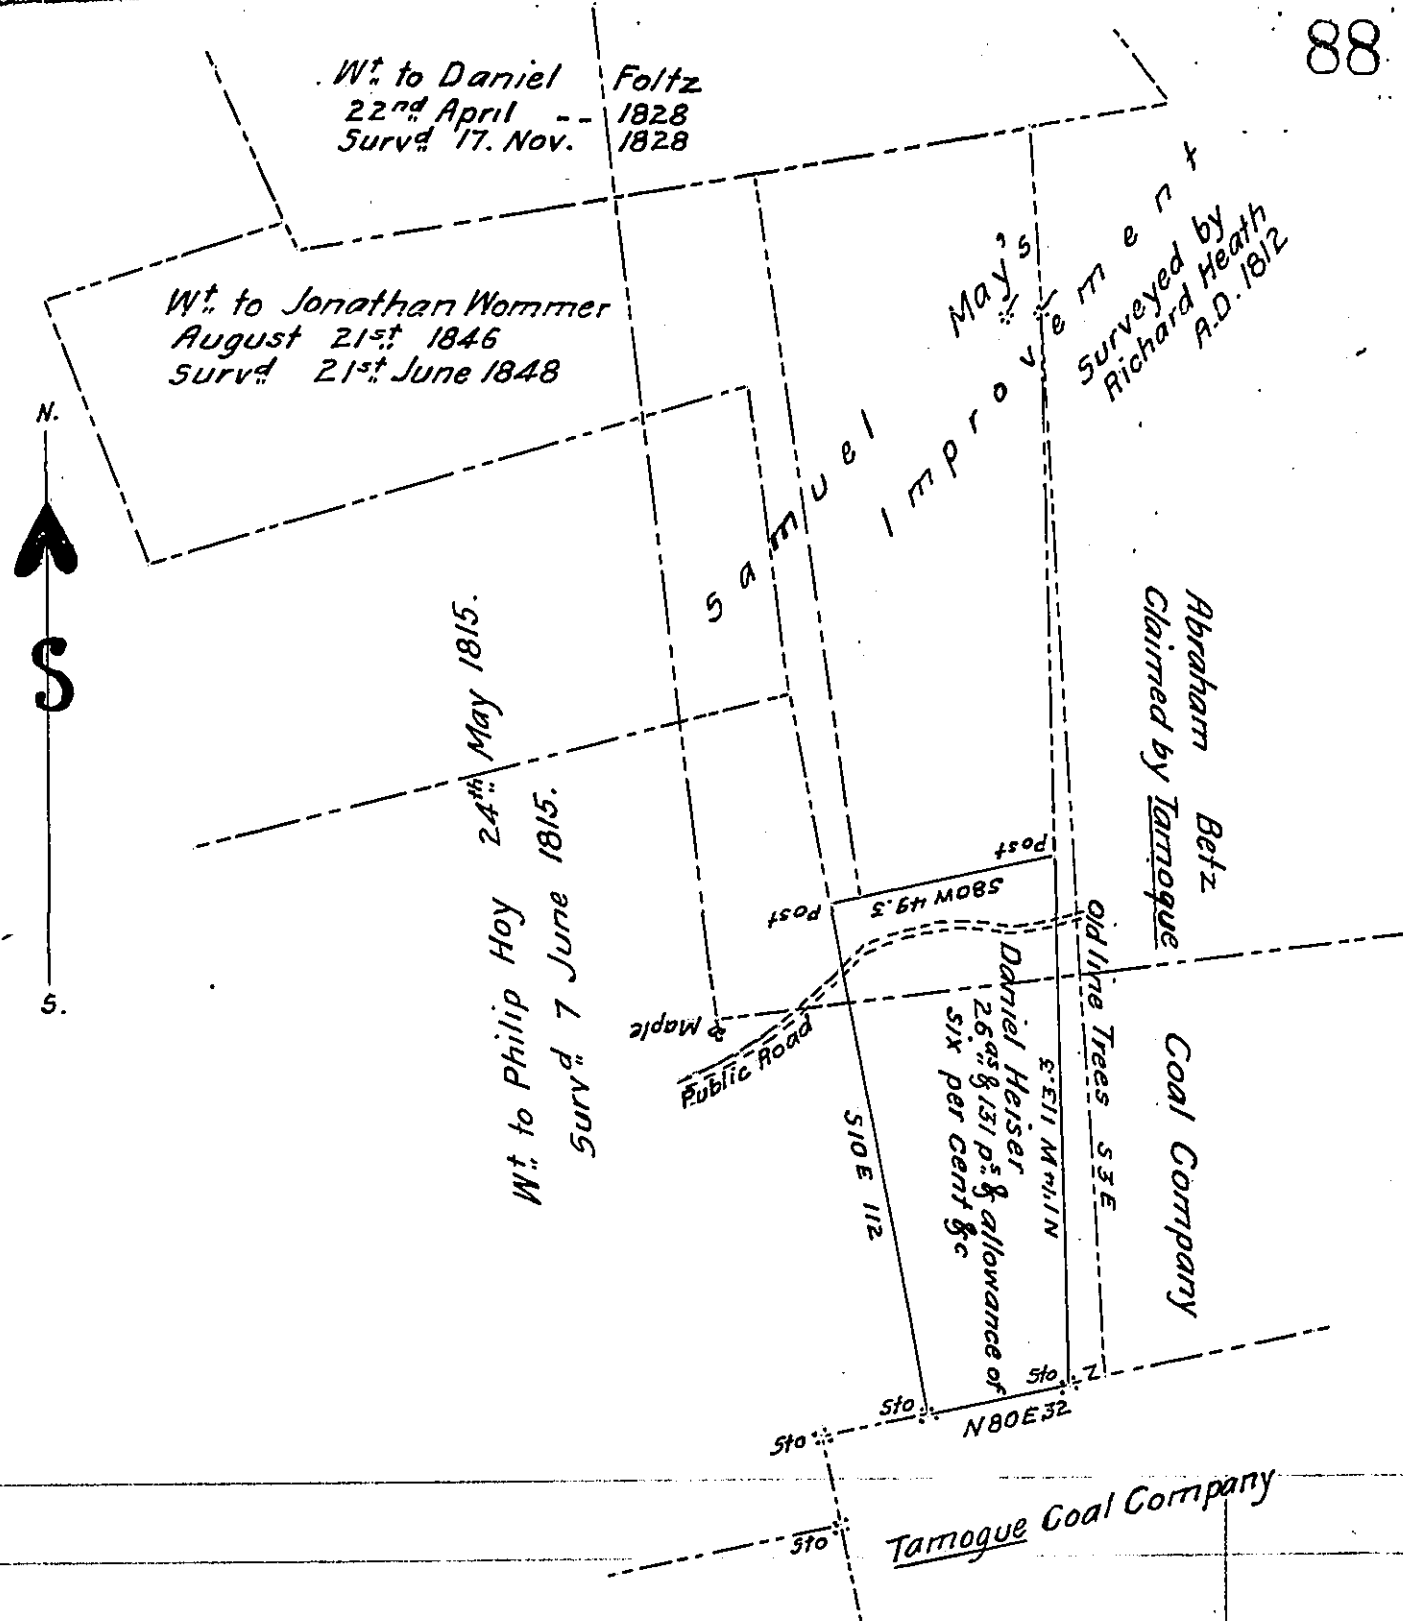 88
Wt. to Daniel Foltz
22nd April -- 1828
Survd 17. Nov. 1828
Wt. to Jonathan Wommer
August 21st. 1846
Survd 21st. June 1848
N.
S
S.
Samuel May's
Improvement
Surveyed by
Richard Heath
A.D. 1812
Wt. to Philip Hoy 24th May 1815.
Survd 7 June 1815.
Abraham Betz
Claimed by Tamogue
Coal Company
Post
S80W 49.3
Post
Maple
Public Road
Old line Trees S3E
Daniel Heiser
26as & 131 ps & allowance of
six per cent &c
N1½W 113.3
S10E 112
Sto
2
Sto
N80E32
Sto
Sto
Tamogue Coal Company